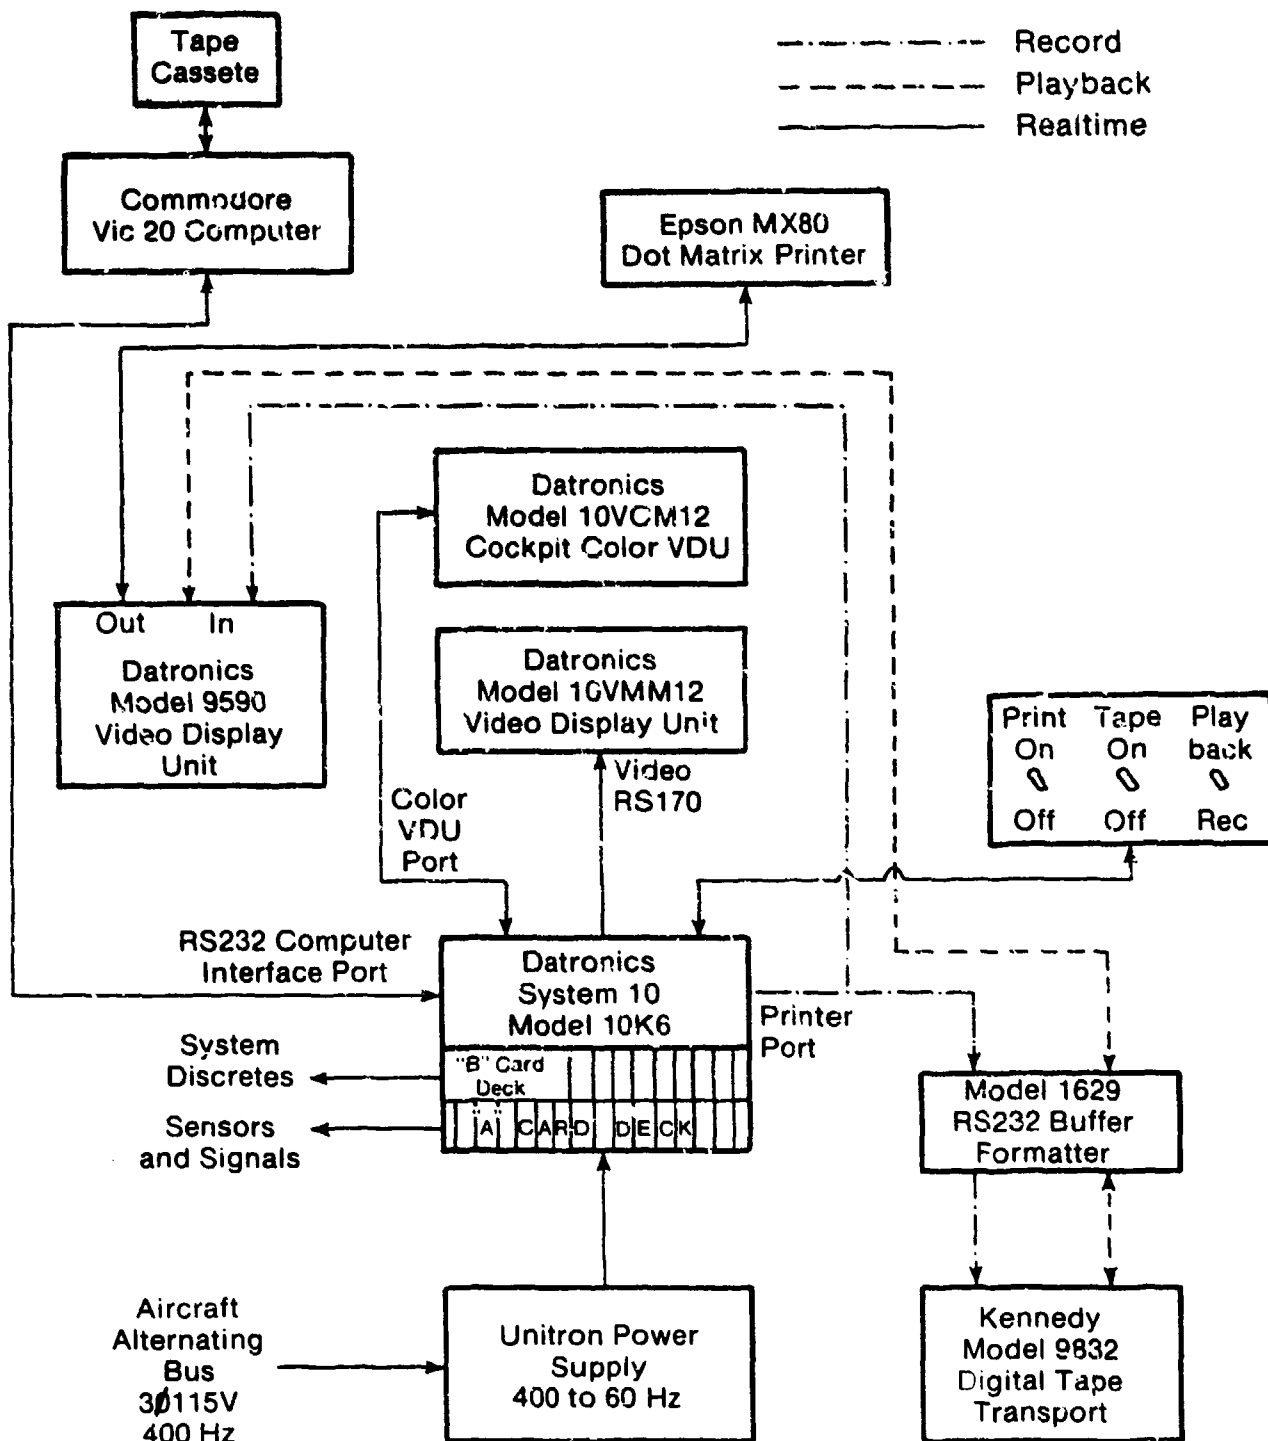 Tape
Cassete
Record
Playback
Realtime
Commodore
Vic 20 Computer
Epson MX80
Dot Matrix Printer
Datronics
Model 10VCM12
Cockpit Color VDU
Out In
Datronics
Model 9590
Video Display
Unit
Datronics
Model 10VMM12
Video Display Unit
Print Tape Play
On On back
Off Off Rec
Video
RS170
Color
VDU
Port
RS232 Computer
Interface Port
Datronics
System 10
Model 10K6
Printer
Port
System
Discretes
"B" Card
Deck
Sensors
and Signals
"A" CARD DECK
Model 1629
RS232 Buffer
Formatter
Aircraft
Alternating
Bus
3ø115V
400 Hz
Unitron Power
Supply
400 to 60 Hz
Kennedy
Model 9832
Digital Tape
Transport